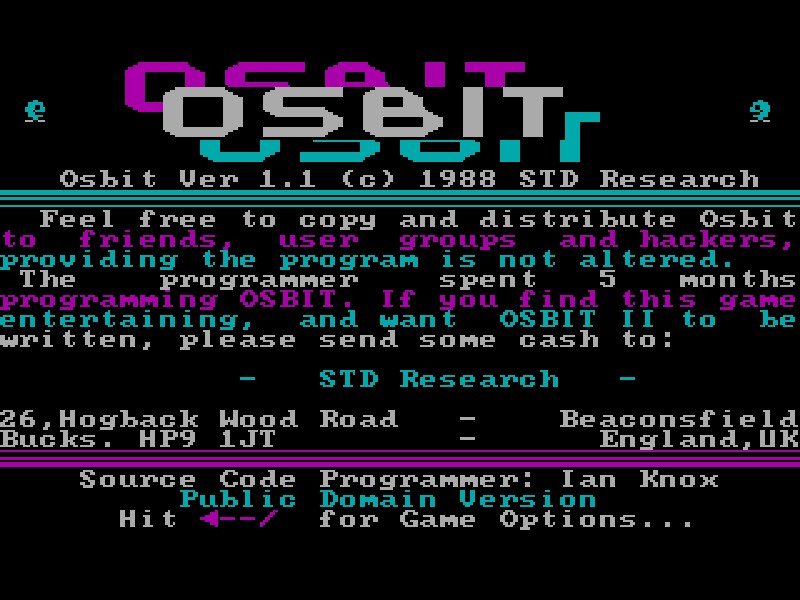 OSBIT
OSBIT
OSBIT
Osbit Ver 1.1 (c) 1988 STD Research
Feel free to copy and distribute Osbit
to friends, user groups and hackers,
providing the program is not altered.
The programmer spent 5 months
programming OSBIT. If you find this game
entertaining, and want OSBIT II to be
written, please send some cash to:
- STD Research -
26,Hogback Wood Road - Beaconsfield
Bucks. HP9 1JT - England,UK
Source Code Programmer: Ian Knox
Public Domain Version
Hit ◄--/ for Game Options...